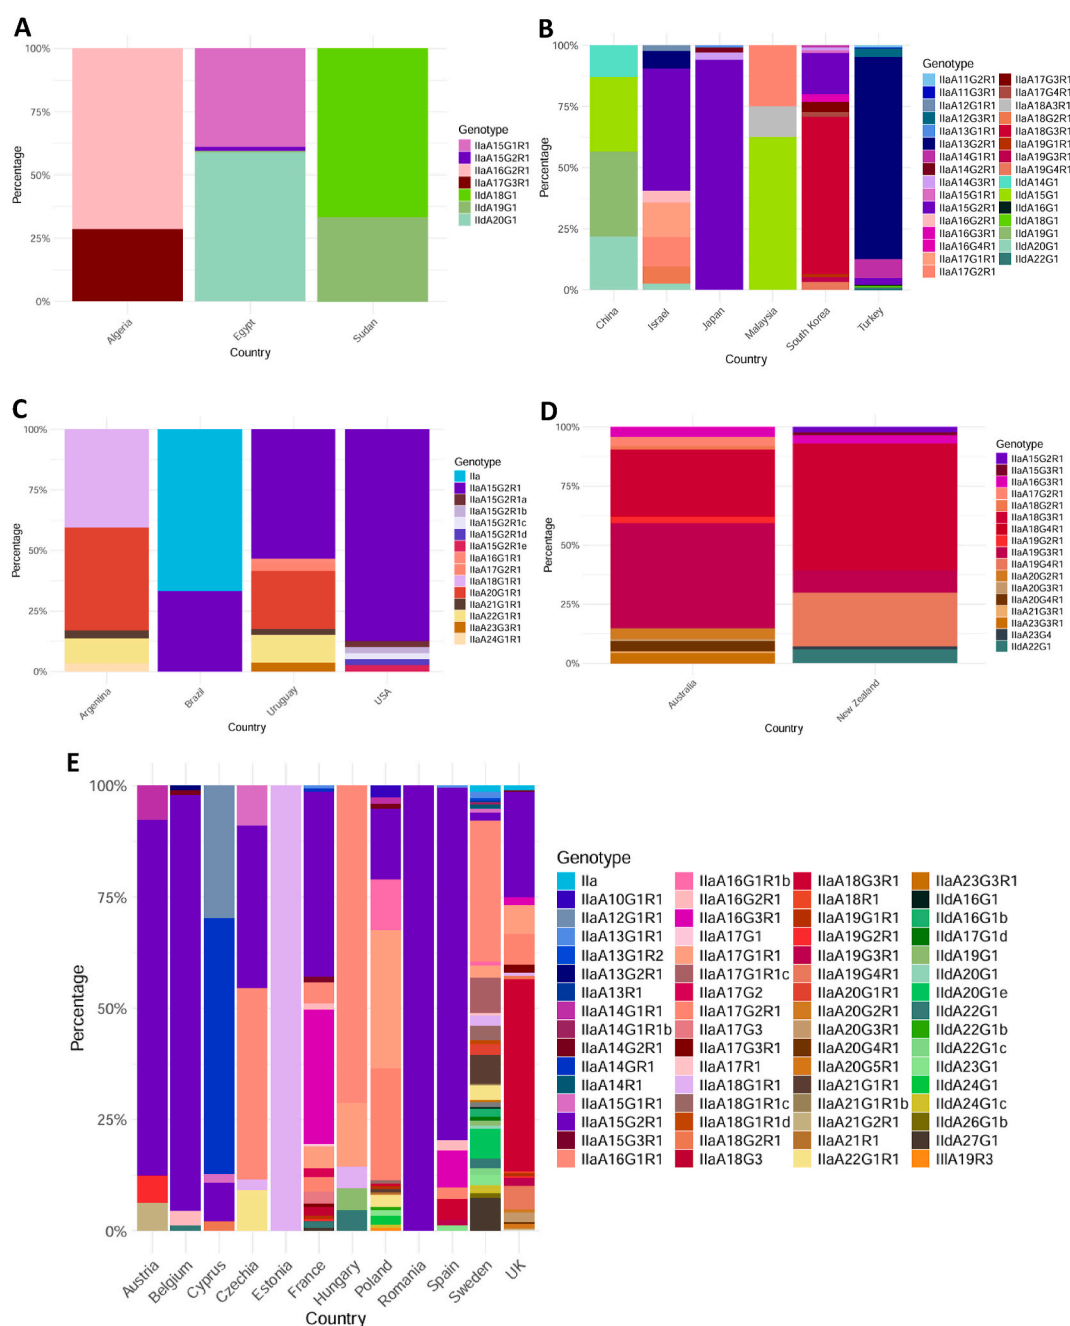 A
100%
75%
50%
25%
0%
Percentage
Algeria
Egypt
Sudan
Country
Genotype
IIaA15G1R1
IIaA15G2R1
IIaA16G2R1
IIaA17G3R1
IIdA18G1
IIdA19G1
IIdA20G1
B
100%
75%
50%
25%
0%
Percentage
China
Israel
Japan
Malaysia
South Korea
Turkey
Country
Genotype
IIaA11G2R1
IIaA11G3R1
IIaA12G1R1
IIaA12G3R1
IIaA13G1R1
IIaA13G2R1
IIaA14G1R1
IIaA14G2R1
IIaA14G3R1
IIaA15G1R1
IIaA15G2R1
IIaA16G2R1
IIaA16G3R1
IIaA16G4R1
IIaA17G1R1
IIaA17G2R1
IIaA17G3R1
IIaA17G4R1
IIaA18A3R1
IIaA18G2R1
IIaA18G3R1
IIaA19G1R1
IIaA19G3R1
IIaA19G4R1
IIdA14G1
IIdA15G1
IIdA16G1
IIdA18G1
IIdA19G1
IIdA20G1
IIdA22G1
C
100%
75%
50%
25%
0%
Percentage
Argentina
Brazil
Uruguay
USA
Country
Genotype
IIa
IIaA15G2R1
IIaA15G2R1a
IIaA15G2R1b
IIaA15G2R1c
IIaA15G2R1d
IIaA15G2R1e
IIaA16G1R1
IIaA17G2R1
IIaA18G1R1
IIaA20G1R1
IIaA21G1R1
IIaA22G1R1
IIaA23G3R1
IIaA24G1R1
D
100%
75%
50%
25%
0%
Percentage
Australia
New Zealand
Country
Genotype
IIaA15G2R1
IIaA15G3R1
IIaA16G3R1
IIaA17G2R1
IIaA18G2R1
IIaA18G3R1
IIaA18G4R1
IIaA19G2R1
IIaA19G3R1
IIaA19G4R1
IIaA20G2R1
IIaA20G3R1
IIaA20G4R1
IIaA21G3R1
IIaA23G3R1
IIaA23G4
IIdA22G1
E
100%
75%
50%
25%
0%
Percentage
Austria
Belgium
Cyprus
Czechia
Estonia
France
Hungary
Poland
Romania
Spain
Sweden
UK
Country
Genotype
IIa
IIaA10G1R1
IIaA12G1R1
IIaA13G1R1
IIaA13G1R2
IIaA13G2R1
IIaA13R1
IIaA14G1R1
IIaA14G1R1b
IIaA14G2R1
IIaA14GR1
IIaA14R1
IIaA15G1R1
IIaA15G2R1
IIaA15G3R1
IIaA16G1R1
IIaA16G1R1b
IIaA16G2R1
IIaA16G3R1
IIaA17G1
IIaA17G1R1
IIaA17G1R1c
IIaA17G2
IIaA17G2R1
IIaA17G3
IIaA17G3R1
IIaA17R1
IIaA18G1R1
IIaA18G1R1c
IIaA18G1R1d
IIaA18G2R1
IIaA18G3
IIaA18G3R1
IIaA18R1
IIaA19G1R1
IIaA19G2R1
IIaA19G3R1
IIaA19G4R1
IIaA20G1R1
IIaA20G2R1
IIaA20G3R1
IIaA20G4R1
IIaA20G5R1
IIaA21G1R1
IIaA21G1R1b
IIaA21G2R1
IIaA21R1
IIaA22G1R1
IIaA23G3R1
IIdA16G1
IIdA16G1b
IIdA17G1d
IIdA19G1
IIdA20G1
IIdA20G1e
IIdA22G1
IIdA22G1b
IIdA22G1c
IIdA23G1
IIdA24G1
IIdA24G1c
IIdA26G1b
IIdA27G1
IIlA19R3